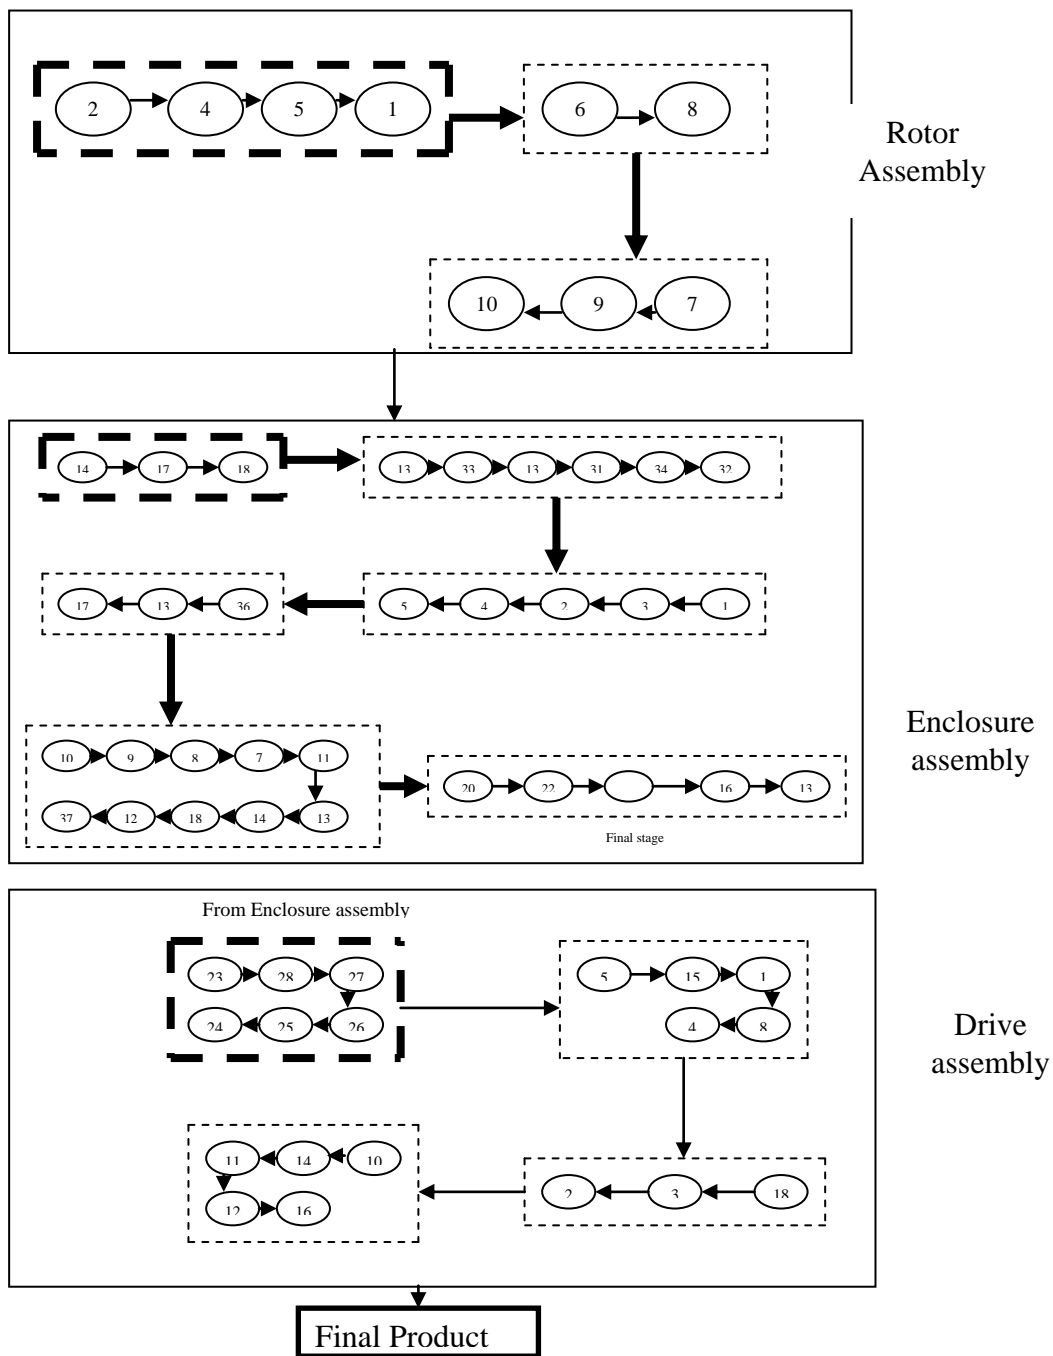 2 4 5 1
6 8
Rotor
Assembly
10 9 7
14 17 18
13 33 13 31 34 32
17 13 36
5 4 2 3 1
10 9 8 7 11
37 12 18 14 13
20 22 16 13
Final stage
Enclosure
assembly
From Enclosure assembly
23 28 27
24 25 26
5 15 1
4 8
Drive
assembly
11 14 10
12 16
2 3 18
Final Product